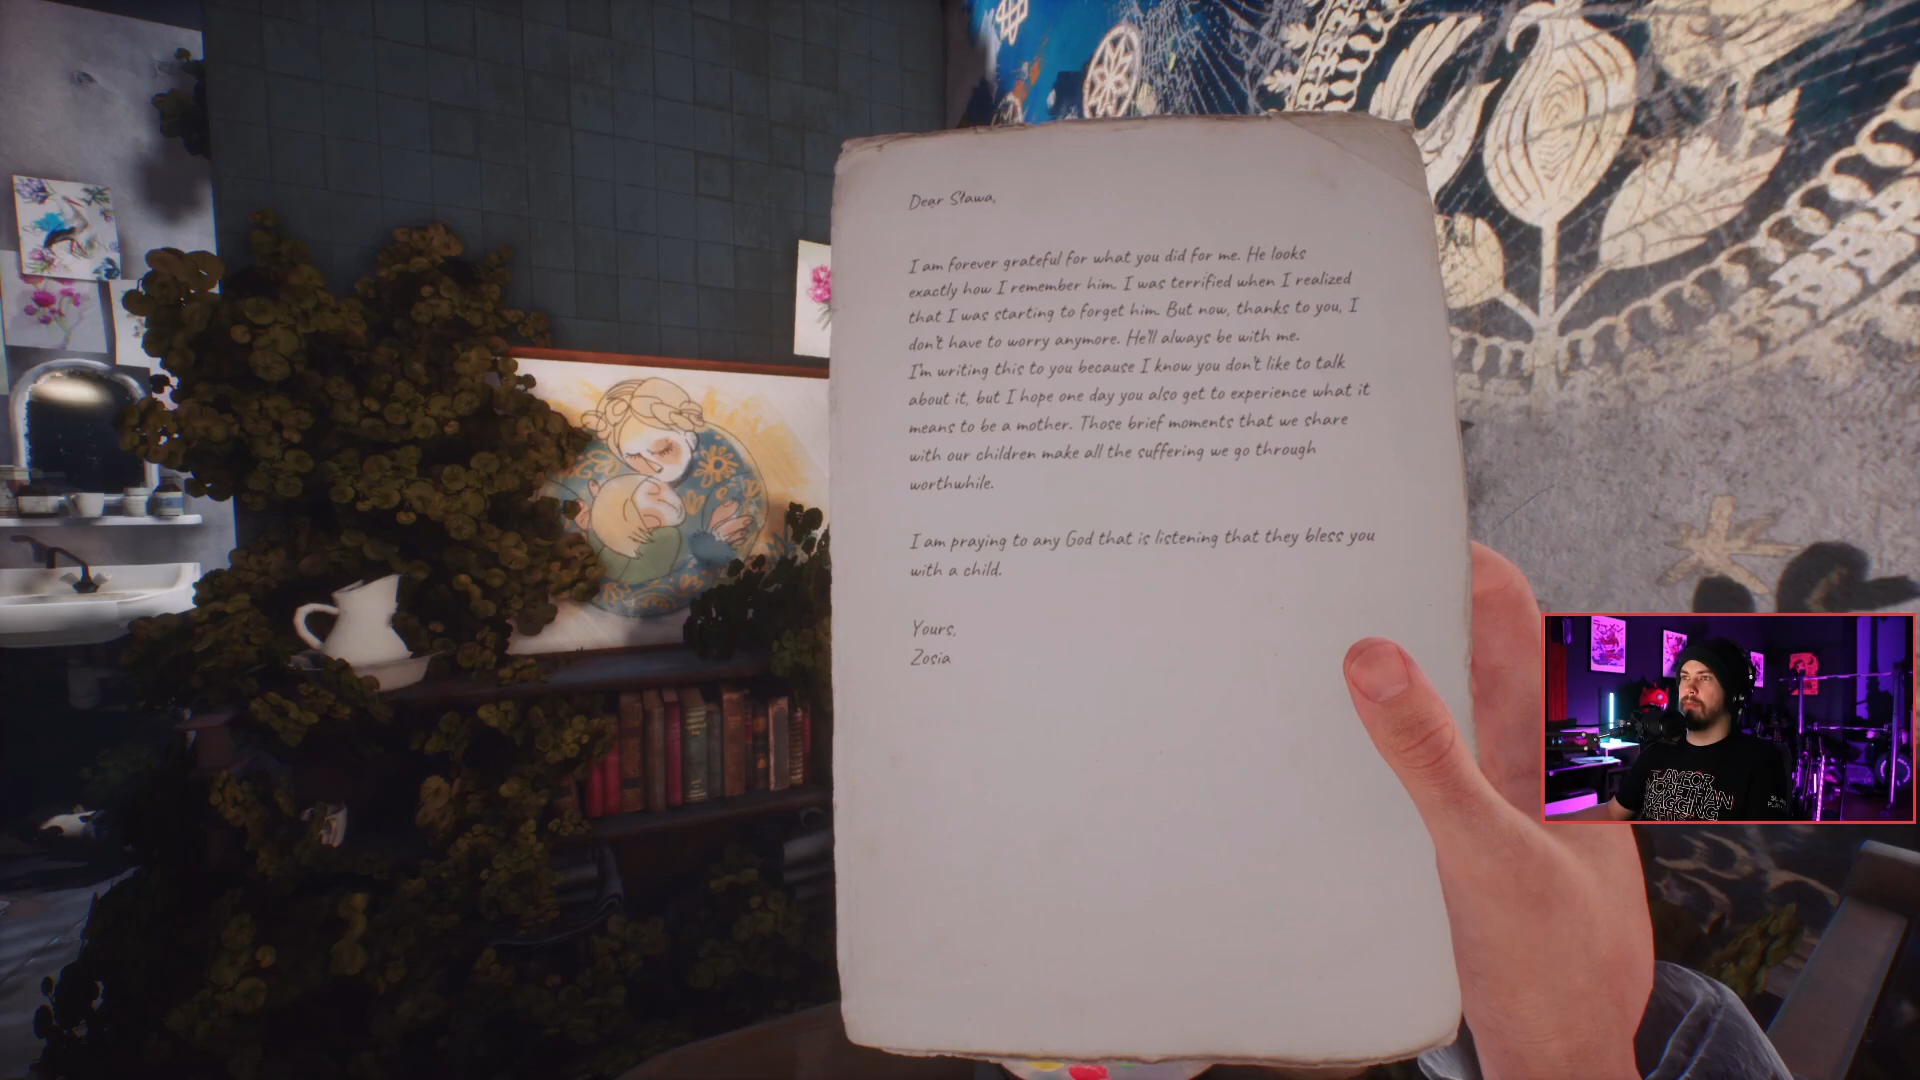 Dear Sława,
I am forever grateful for what you did for me. He looks
exactly how I remember him. I was terrified when I realized
that I was starting to forget him. But now, thanks to you, I
don't have to worry anymore. He'll always be with me.
I'm writing this to you because I know you don't like to talk
about it, but I hope one day you also get to experience what it
means to be a mother. Those brief moments that we share
with our children make all the suffering we go through
worthwhile.
I am praying to any God that is listening that they bless you
with a child.
Yours,
Zosia
MORE THAN